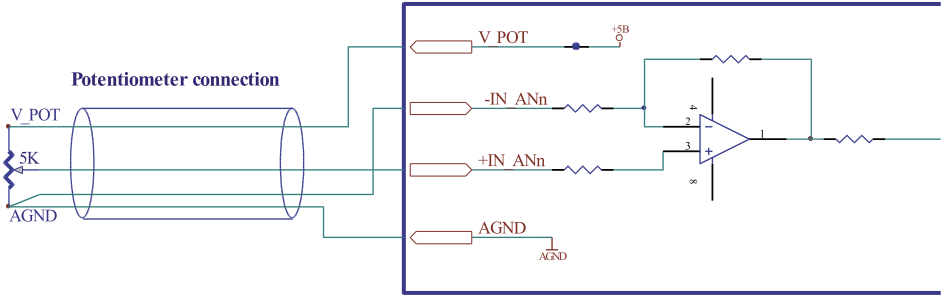 +5B
V_POT
Potentiometer connection
-IN_ANn
4
V_POT
2
−
1
5K
+IN_ANn
3
+
8
AGND
AGND
AGND